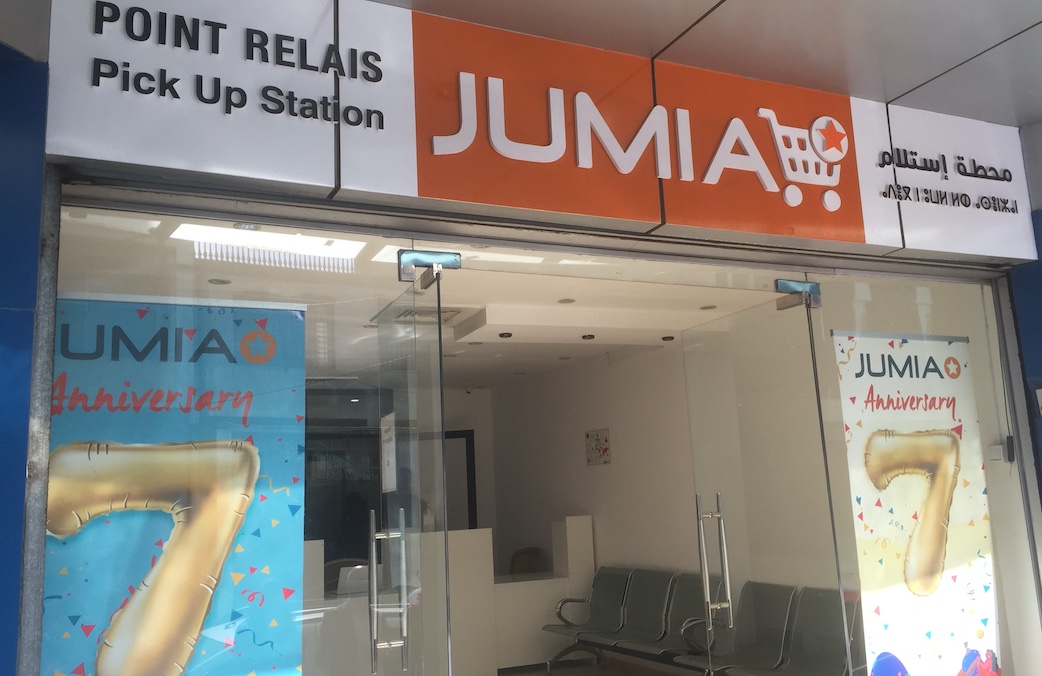 POINT RELAIS
Pick Up Station
JUMIA
محطة إستلام
JUMIA
Anniversary
7
JUMIA
Anniversary
7